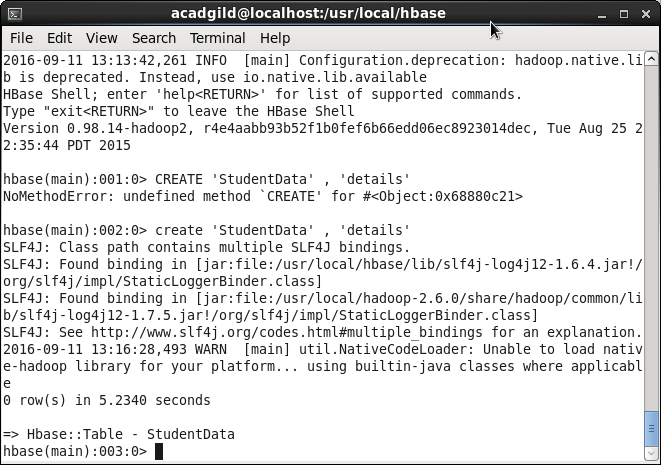 acadgild@localhost:/usr/local/hbase
File Edit View Search Terminal Help
2016-09-11 13:13:42,261 INFO  [main] Configuration.deprecation: hadoop.native.li
b is deprecated. Instead, use io.native.lib.available
HBase Shell; enter 'help<RETURN>' for list of supported commands.
Type "exit<RETURN>" to leave the HBase Shell
Version 0.98.14-hadoop2, r4e4aabb93b52f1b0fef6b66edd06ec8923014dec, Tue Aug 25 2
2:35:44 PDT 2015
hbase(main):001:0> CREATE 'StudentData' , 'details'
NoMethodError: undefined method `CREATE' for #<Object:0x68880c21>
hbase(main):002:0> create 'StudentData' , 'details'
SLF4J: Class path contains multiple SLF4J bindings.
SLF4J: Found binding in [jar:file:/usr/local/hbase/lib/slf4j-log4j12-1.6.4.jar!/
org/slf4j/impl/StaticLoggerBinder.class]
SLF4J: Found binding in [jar:file:/usr/local/hadoop-2.6.0/share/hadoop/common/li
b/slf4j-log4j12-1.7.5.jar!/org/slf4j/impl/StaticLoggerBinder.class]
SLF4J: See http://www.slf4j.org/codes.html#multiple_bindings for an explanation.
2016-09-11 13:16:28,493 WARN  [main] util.NativeCodeLoader: Unable to load nativ
e-hadoop library for your platform... using builtin-java classes where applicabl
e
0 row(s) in 5.2340 seconds
=> Hbase::Table - StudentData
hbase(main):003:0>